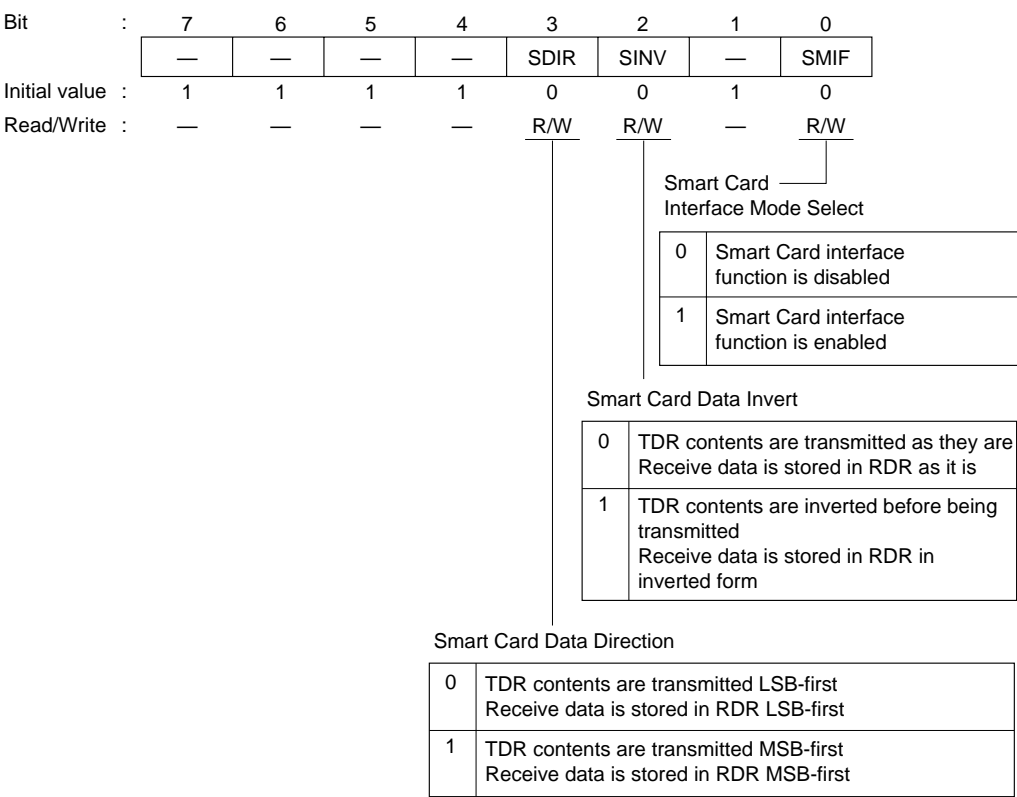 Bit : 7 6 5 4 3 2 1 0
— — — — SDIR SINV — SMIF
Initial value : 1 1 1 1 0 0 1 0
Read/Write : — — — — R/W R/W — R/W
Smart Card
Interface Mode Select
0 Smart Card interface
function is disabled
1 Smart Card interface
function is enabled
Smart Card Data Invert
0 TDR contents are transmitted as they are
Receive data is stored in RDR as it is
1 TDR contents are inverted before being
transmitted
Receive data is stored in RDR in
inverted form
Smart Card Data Direction
0 TDR contents are transmitted LSB-first
Receive data is stored in RDR LSB-first
1 TDR contents are transmitted MSB-first
Receive data is stored in RDR MSB-first